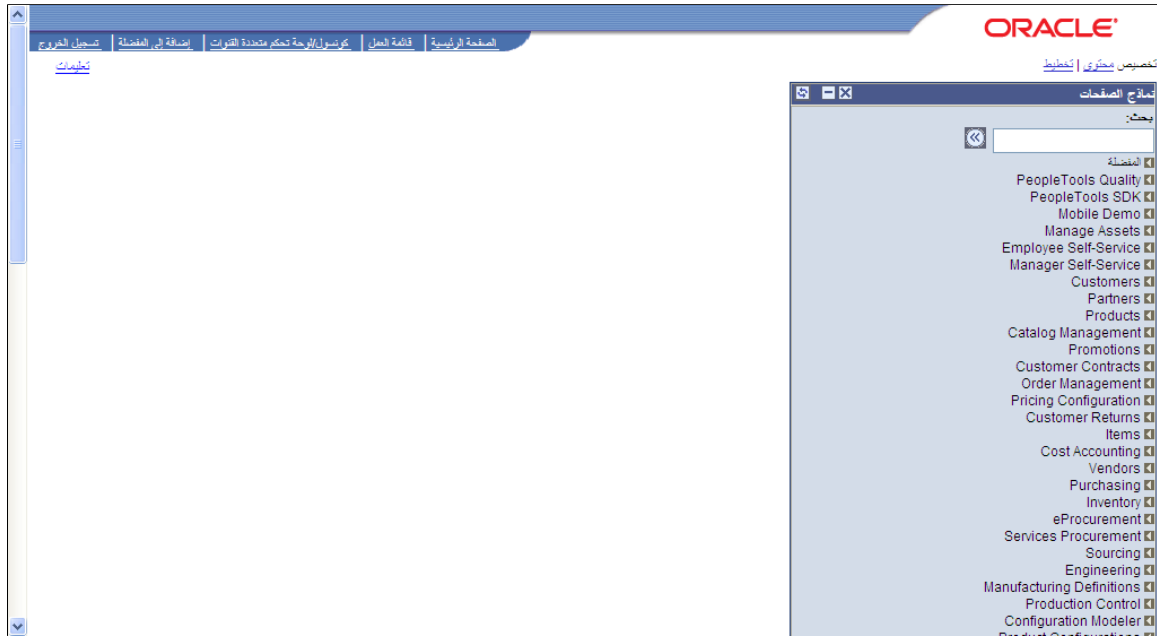 ORACLE
الصفحة الرئيسية | قائمة العمل | كونسول/لوحة تحكم متعددة القنوات | إضافة إلى المفضلة | تسجيل الخروج
تخصيص محتوى | تخطيط
تعليمات
نماذج الصفحات
بحث:
المفضلة
PeopleTools Quality
PeopleTools SDK
Mobile Demo
Manage Assets
Employee Self-Service
Manager Self-Service
Customers
Partners
Products
Catalog Management
Promotions
Customer Contracts
Order Management
Pricing Configuration
Customer Returns
Items
Cost Accounting
Vendors
Purchasing
Inventory
eProcurement
Services Procurement
Sourcing
Engineering
Manufacturing Definitions
Production Control
Configuration Modeler
Product Configurations